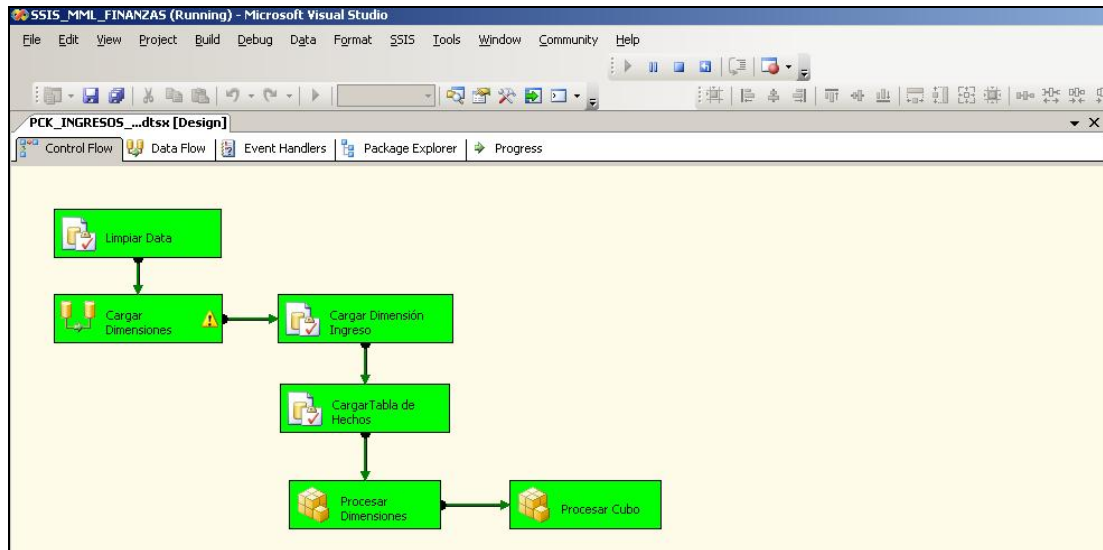 SSIS_MML_FINANZAS (Running) - Microsoft Visual Studio
File Edit View Project Build Debug Data Format SSIS Tools Window Community Help
PCK_INGRESOS_...dtsx [Design]
Control Flow Data Flow Event Handlers Package Explorer Progress
Limpiar Data
Cargar
Dimensiones
Cargar Dimensión
Ingreso
CargarTabla de
Hechos
Procesar
Dimensiones
Procesar Cubo